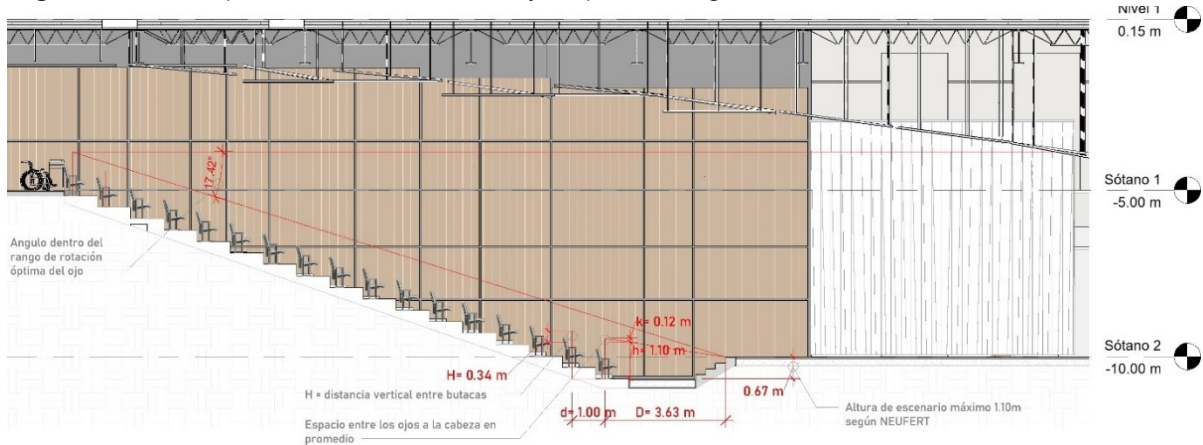 Nivel 1
0.15 m
17.42°
Sótano 1
-5.00 m
Angulo dentro del
rango de rotación
óptima del ojo
k= 0.12 m
h= 1.10 m
H= 0.34 m
Sótano 2
-10.00 m
H = distancia vertical entre butacas
0.67 m
d= 1.00 m
D= 3.63 m
Altura de escenario máximo 1.10m
según NEUFERT
Espacio entre los ojos a la cabeza en
promedio